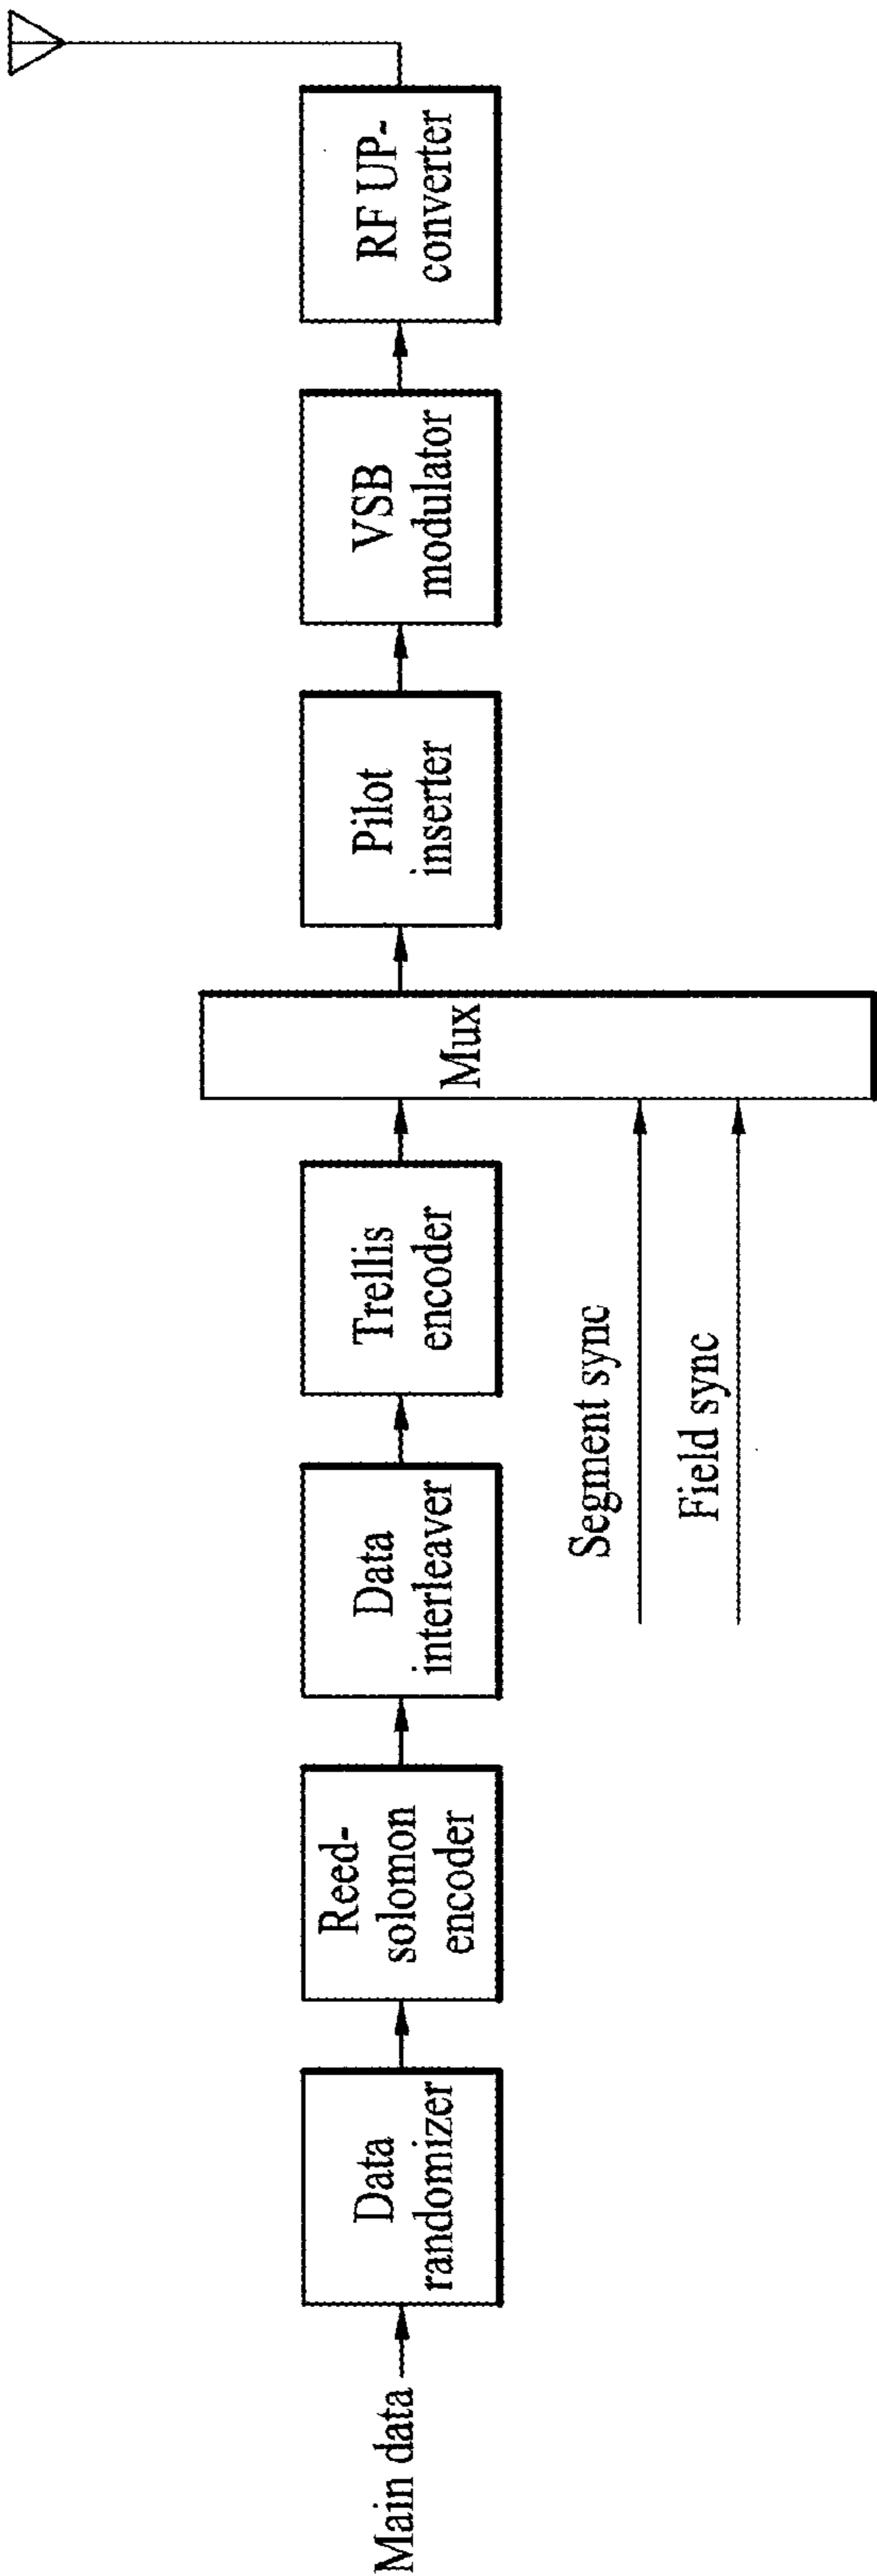 Main data
Data
randomizer
Reed-
solomon
encoder
Data
interleaver
Trellis
encoder
Segment sync
Field sync
Mux
Pilot
inserter
VSB
modulator
RF UP-
converter